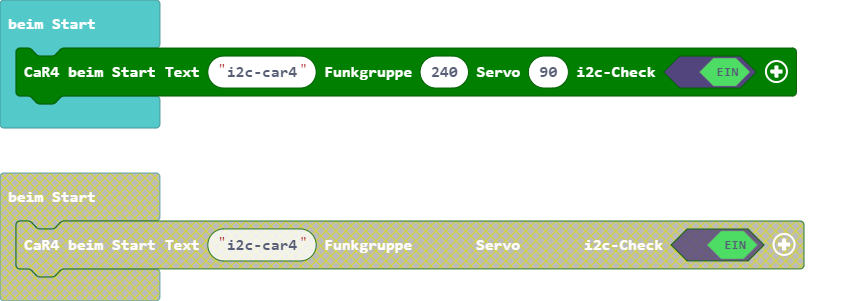 beim Start
CaR4 beim Start Text "i2c-car4" Funkgruppe 240 Servo 90 i2c-Check EIN
beim Start
CaR4 beim Start Text "i2c-car4" Funkgruppe Servo i2c-Check EIN